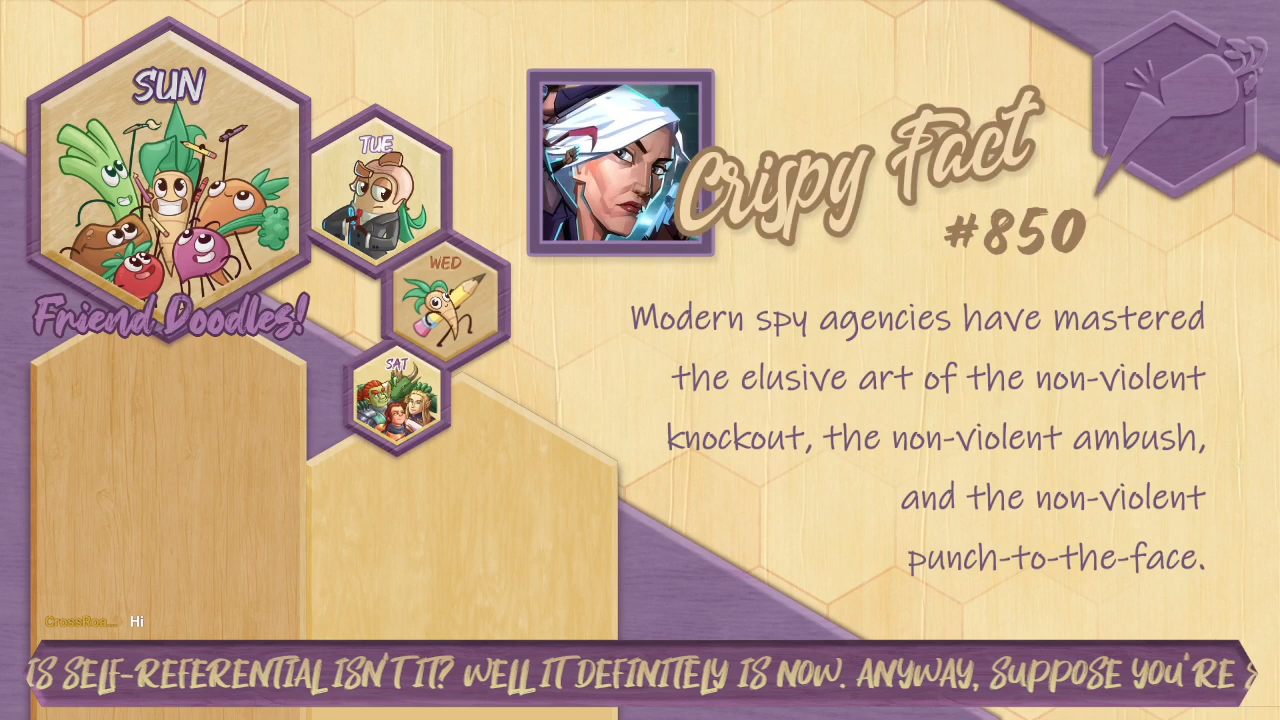 SUN
TUE
WED
SAT
Friend Doodles!
Crispy Fact
#850
Modern spy agencies have mastered
the elusive art of the non-violent
knockout, the non-violent ambush,
and the non-violent
punch-to-the-face.
CrossRoa... Hi
IS SELF-REFERENTIAL ISN'T IT? WELL IT DEFINITELY IS NOW. ANYWAY, SUPPOSE YOU'RE